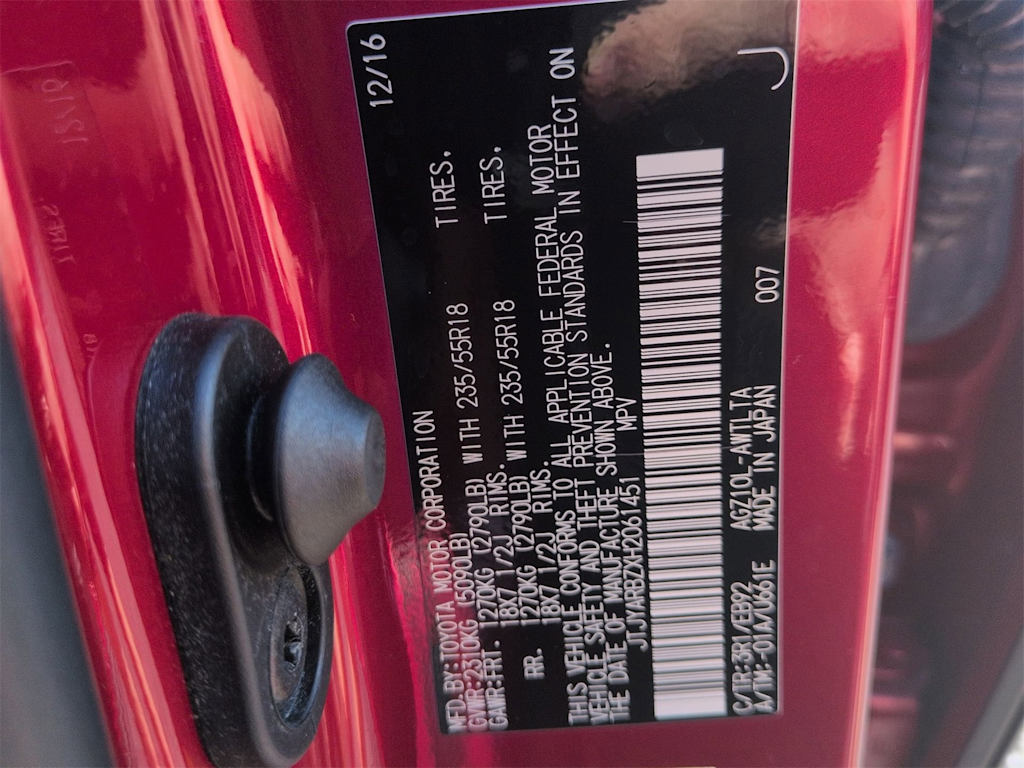 MFD.BY:TOYOTA MOTOR CORPORATION 12/16
GVWR:2310KG (5090LB)
GAWR:FRT. 1270KG (2790LB) WITH 235/55R18 TIRES,
18X7 1/2J RIMS.
RR. 1270KG (2790LB) WITH 235/55R18 TIRES,
18X7 1/2J RIMS.
THIS VEHICLE CONFORMS TO ALL APPLICABLE FEDERAL MOTOR
VEHICLE SAFETY AND THEFT PREVENTION STANDARDS IN EFFECT ON
THE DATE OF MANUFACTURE SHOWN ABOVE.
JTJYARBZXH2061451 MPV
C/TR:3R1/EB92 AGZ10L-AWTLTA 007
A/TM:-01A/U661E MADE IN JAPAN J